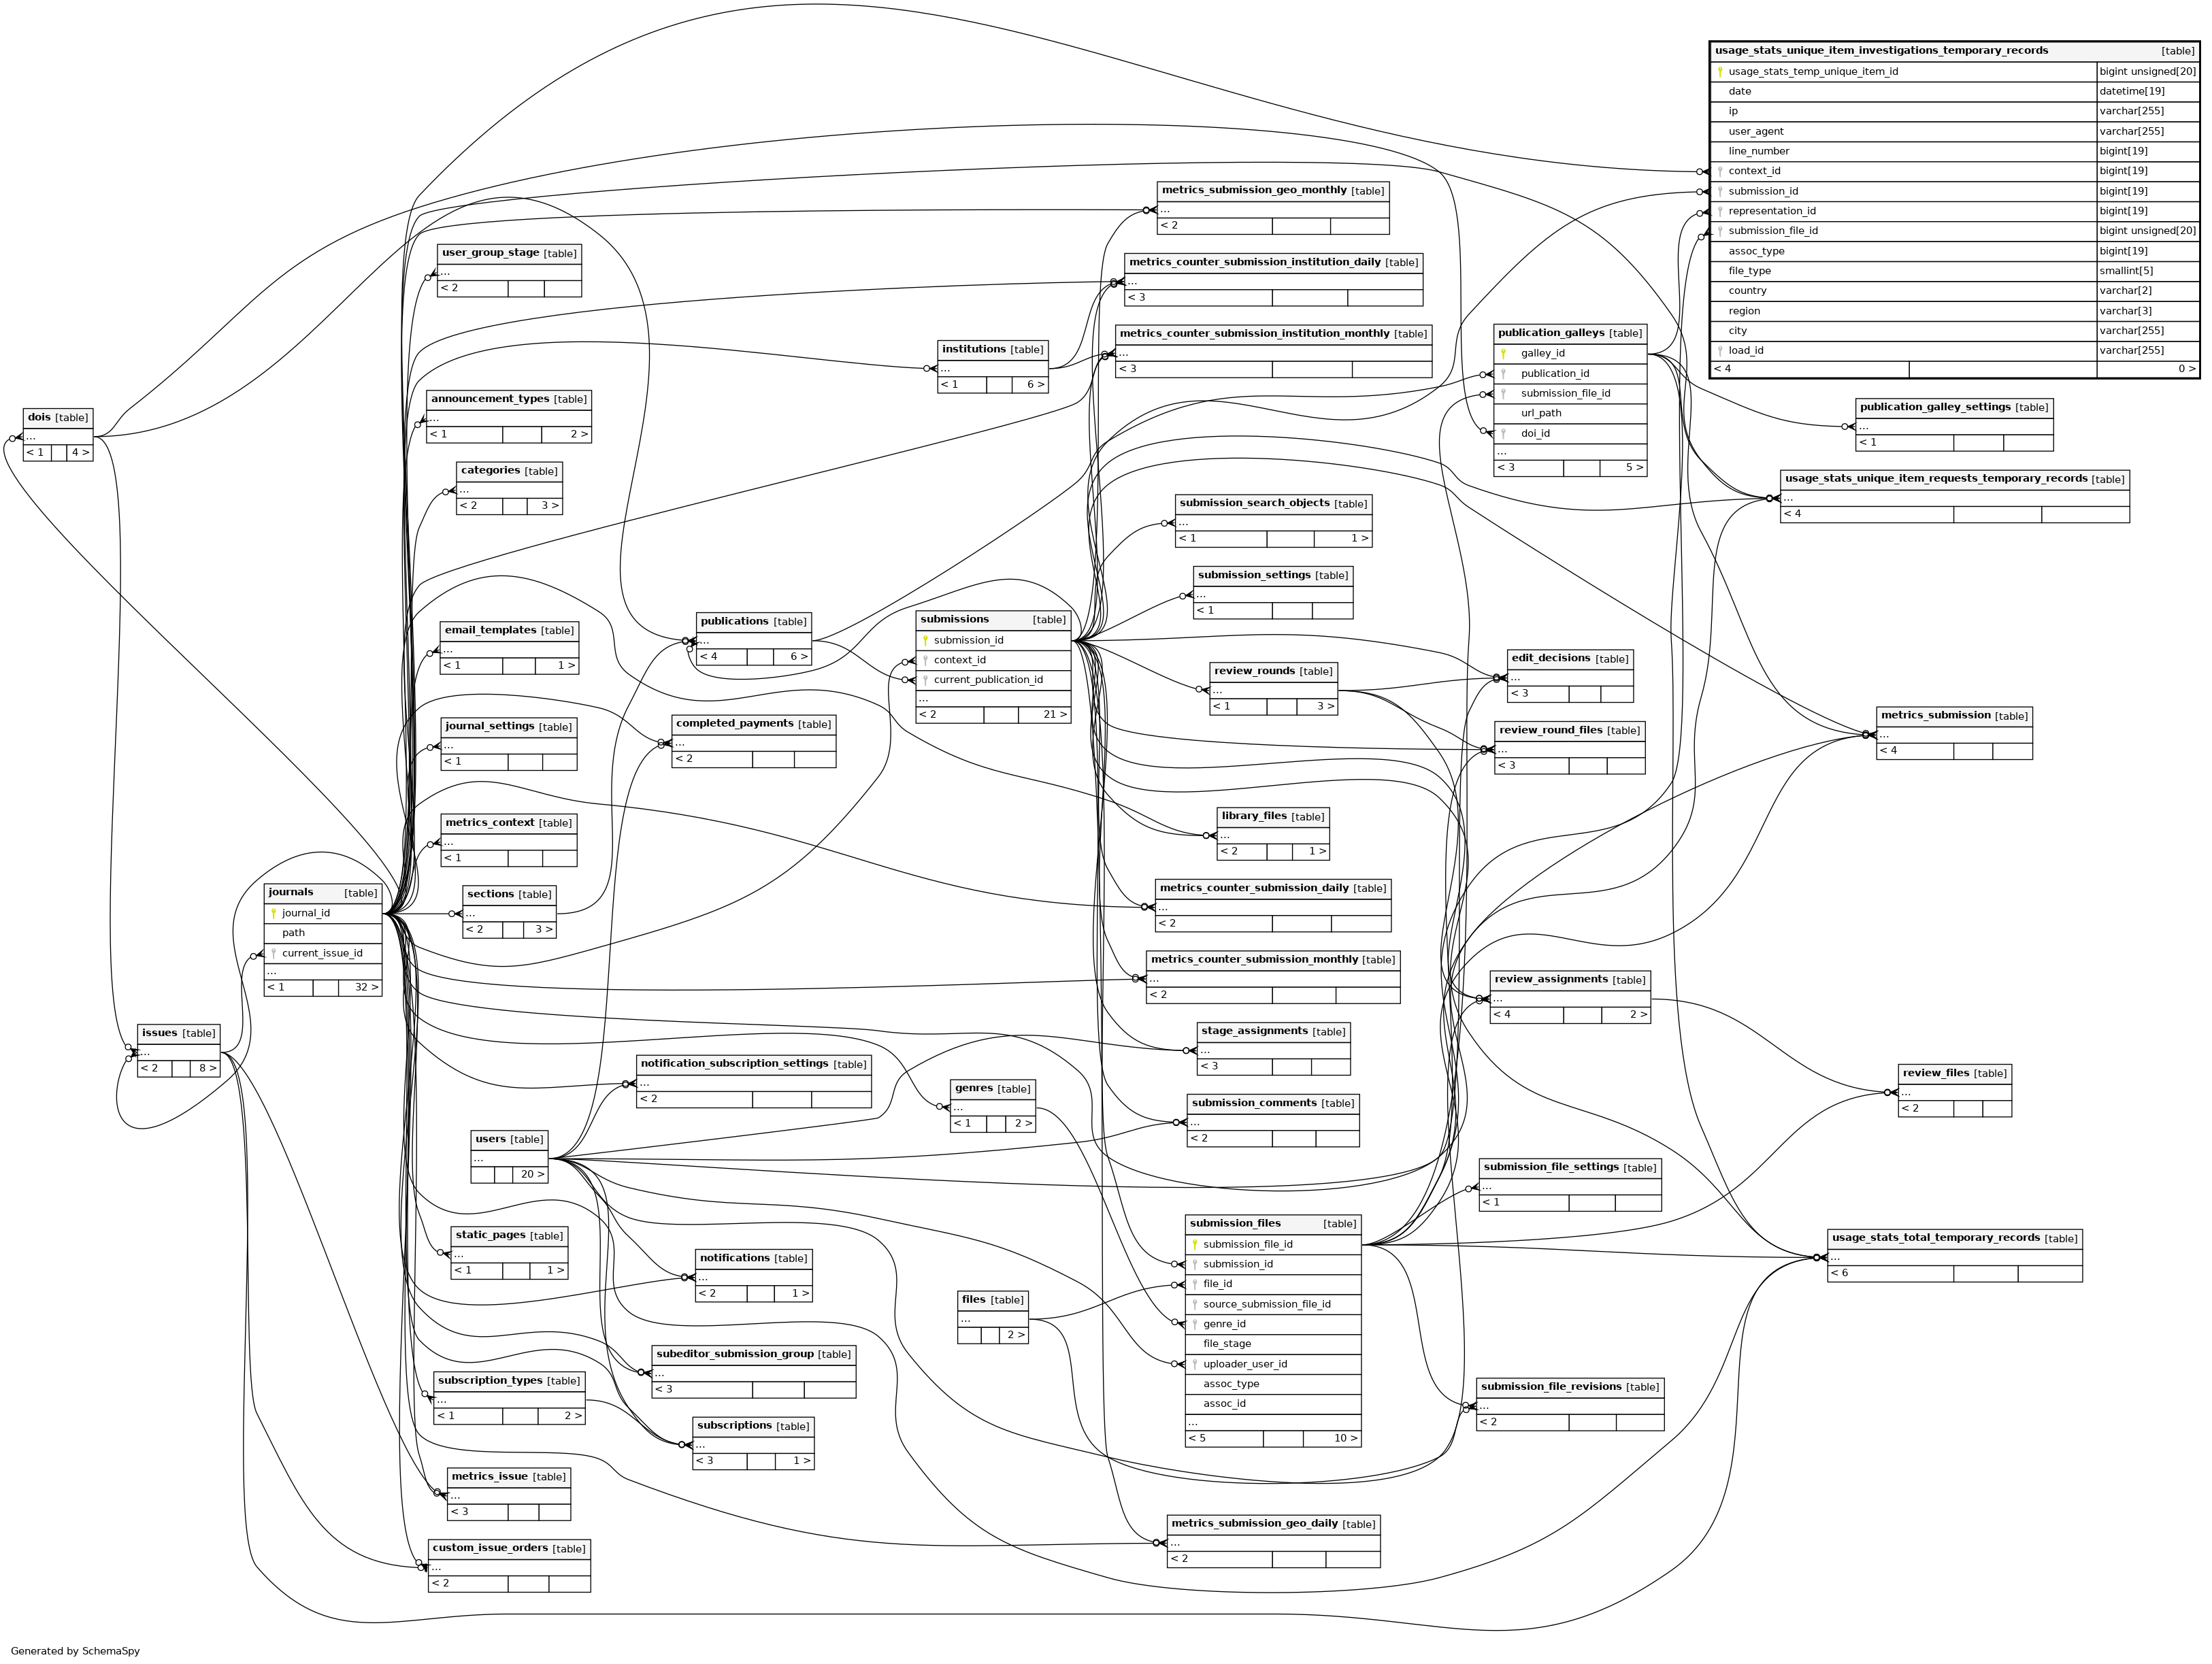 usage_stats_unique_item_investigations_temporary_records [table]
usage_stats_temp_unique_item_id bigint unsigned[20]
date datetime[19]
ip varchar[255]
user_agent varchar[255]
line_number bigint[19]
context_id bigint[19]
submission_id bigint[19]
representation_id bigint[19]
submission_file_id bigint unsigned[20]
assoc_type bigint[19]
file_type smallint[5]
country varchar[2]
region varchar[3]
city varchar[255]
load_id varchar[255]
< 4 0 >
metrics_submission_geo_monthly [table]
...
< 2
user_group_stage [table]
...
< 2
metrics_counter_submission_institution_daily [table]
...
< 3
metrics_counter_submission_institution_monthly [table]
...
< 3
institutions [table]
...
< 1 6 >
publication_galleys [table]
galley_id
publication_id
submission_file_id
url_path
doi_id
...
< 3 5 >
publication_galley_settings [table]
...
< 1
dois [table]
...
< 1 4 >
announcement_types [table]
...
< 1 2 >
categories [table]
...
< 2 3 >
usage_stats_unique_item_requests_temporary_records [table]
...
< 4
submission_search_objects [table]
...
< 1 1 >
submission_settings [table]
...
< 1
email_templates [table]
...
< 1 1 >
publications [table]
...
< 4 6 >
submissions [table]
submission_id
context_id
current_publication_id
...
< 2 21 >
review_rounds [table]
...
< 1 3 >
edit_decisions [table]
...
< 3
journal_settings [table]
...
< 1
completed_payments [table]
...
< 2
review_round_files [table]
...
< 3
metrics_submission [table]
...
< 4
metrics_context [table]
...
< 1
library_files [table]
...
< 2 1 >
journals [table]
journal_id
path
current_issue_id
...
< 1 32 >
sections [table]
...
< 2 3 >
metrics_counter_submission_daily [table]
...
< 2
metrics_counter_submission_monthly [table]
...
< 2
review_assignments [table]
...
< 4 2 >
issues [table]
...
< 2 8 >
stage_assignments [table]
...
< 3
notification_subscription_settings [table]
...
< 2
genres [table]
...
< 1 2 >
submission_comments [table]
...
< 2
review_files [table]
...
< 2
users [table]
...
20 >
submission_file_settings [table]
...
< 1
static_pages [table]
...
< 1 1 >
notifications [table]
...
< 2 1 >
files [table]
...
2 >
submission_files [table]
submission_file_id
submission_id
file_id
source_submission_file_id
genre_id
file_stage
uploader_user_id
assoc_type
assoc_id
...
< 5 10 >
usage_stats_total_temporary_records [table]
...
< 6
subeditor_submission_group [table]
...
< 3
subscription_types [table]
...
< 1 2 >
submission_file_revisions [table]
...
< 2
subscriptions [table]
...
< 3 1 >
metrics_issue [table]
...
< 3
metrics_submission_geo_daily [table]
...
< 2
custom_issue_orders [table]
...
< 2
Generated by SchemaSpy